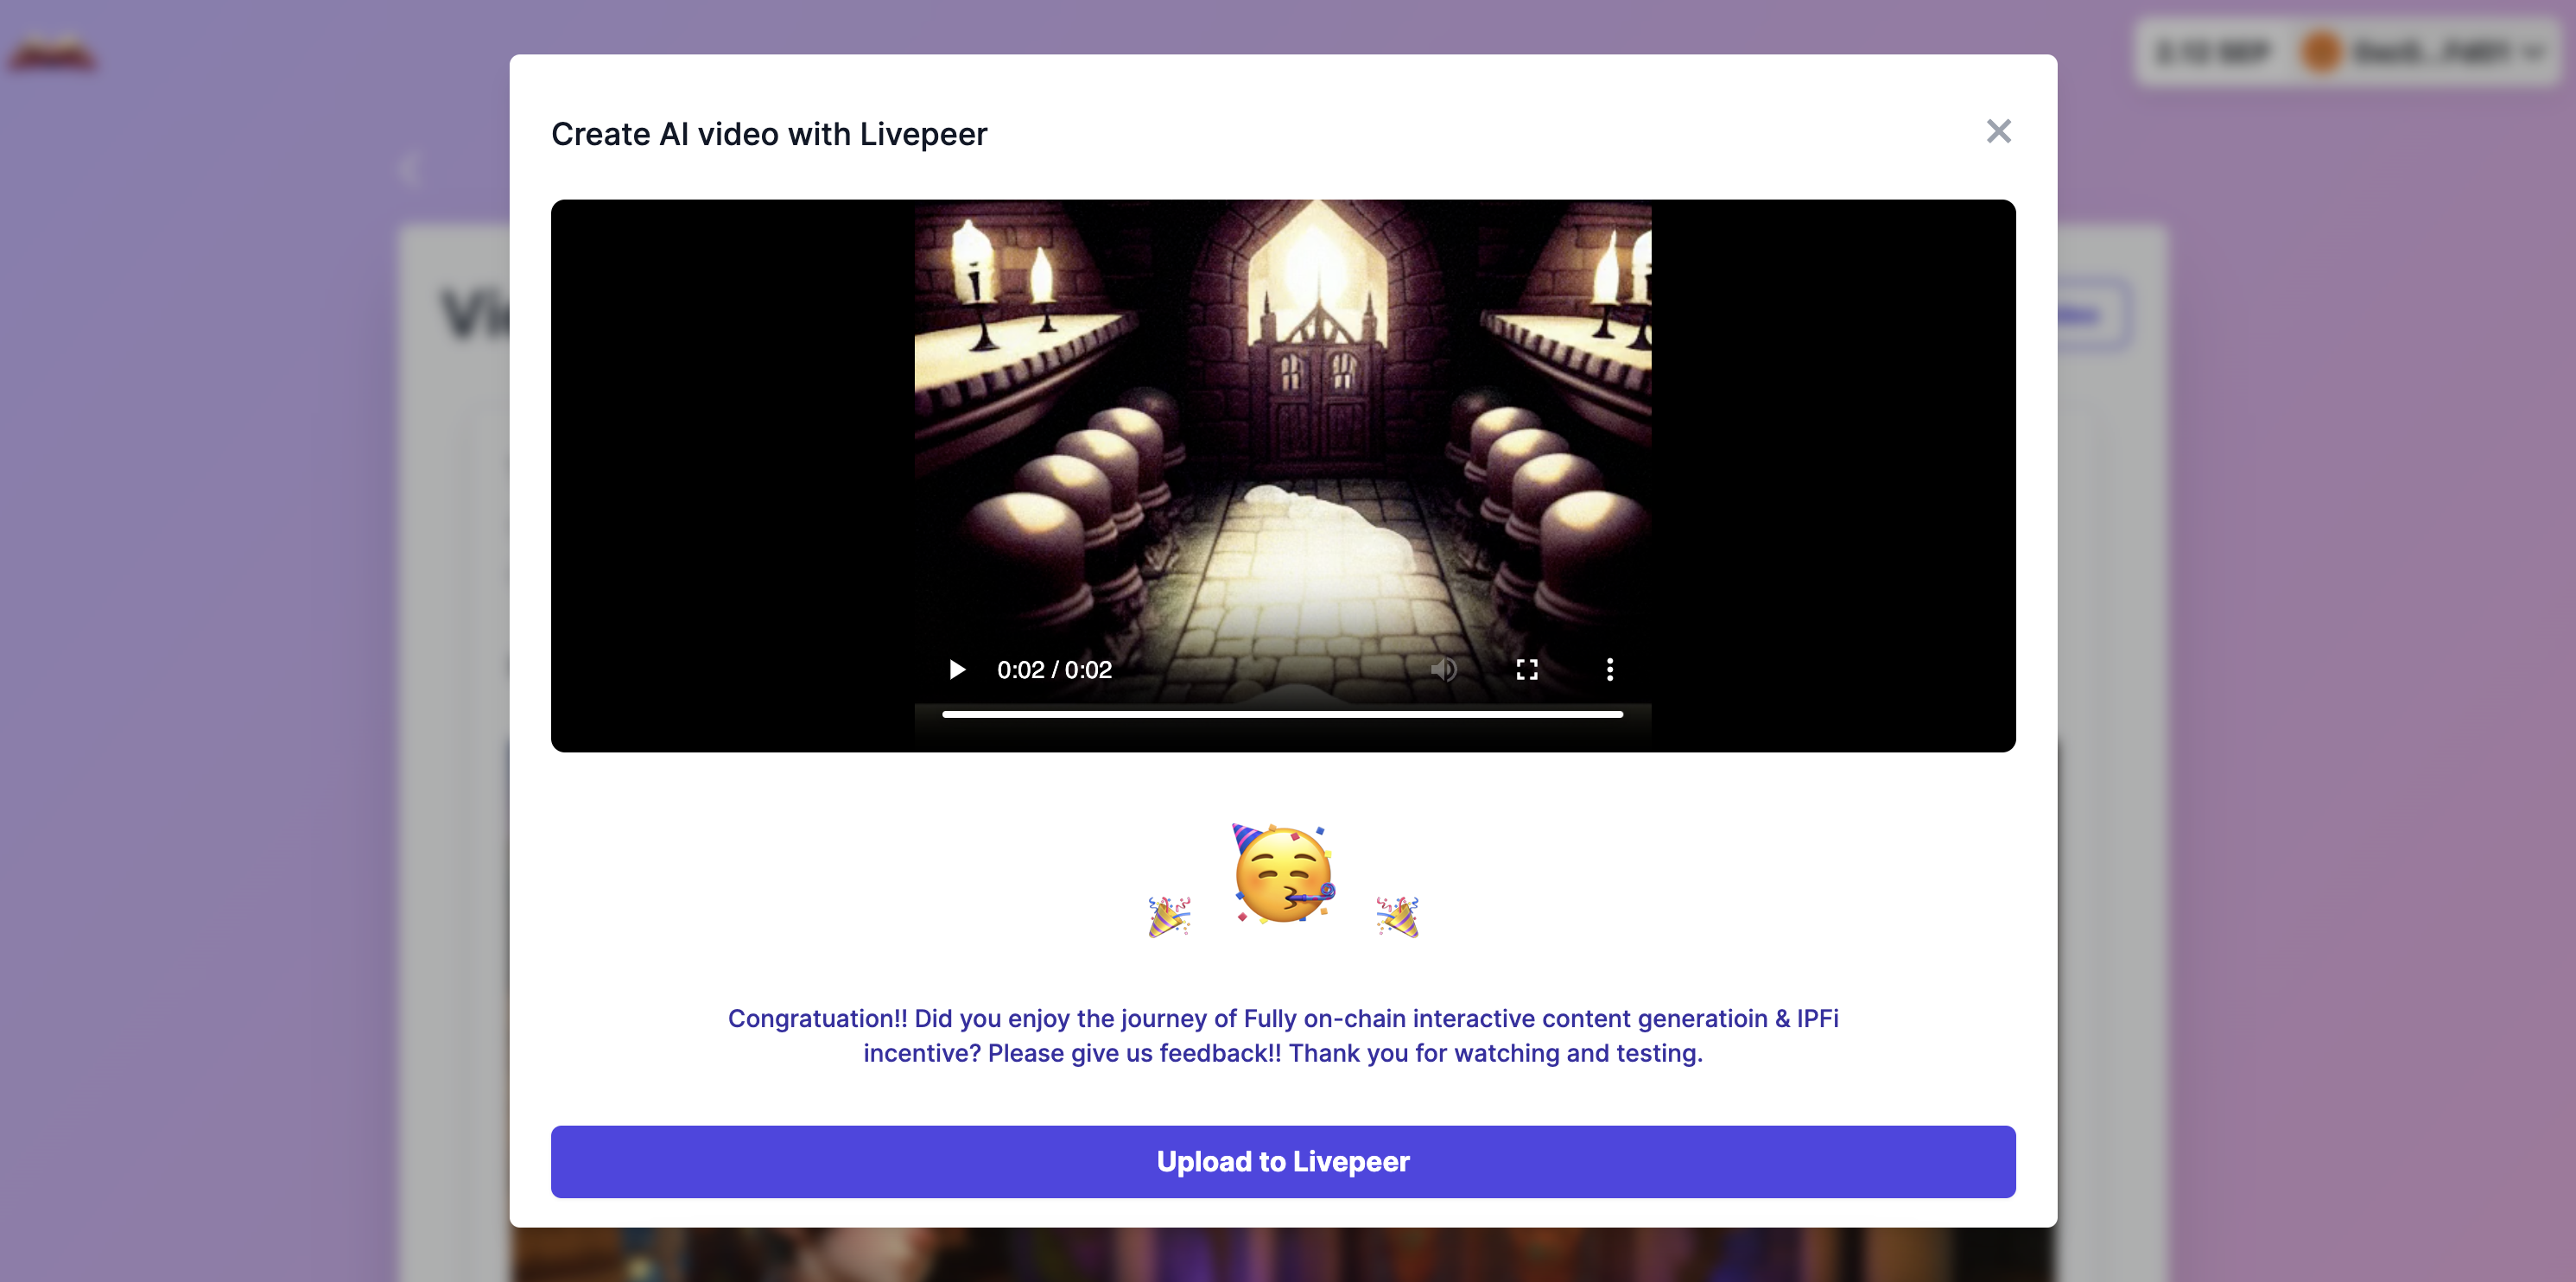 Create AI video with Livepeer
0:02 / 0:02
Congratuation!! Did you enjoy the journey of Fully on-chain interactive content generatioin & IPFi
incentive? Please give us feedback!! Thank you for watching and testing.
Upload to Livepeer